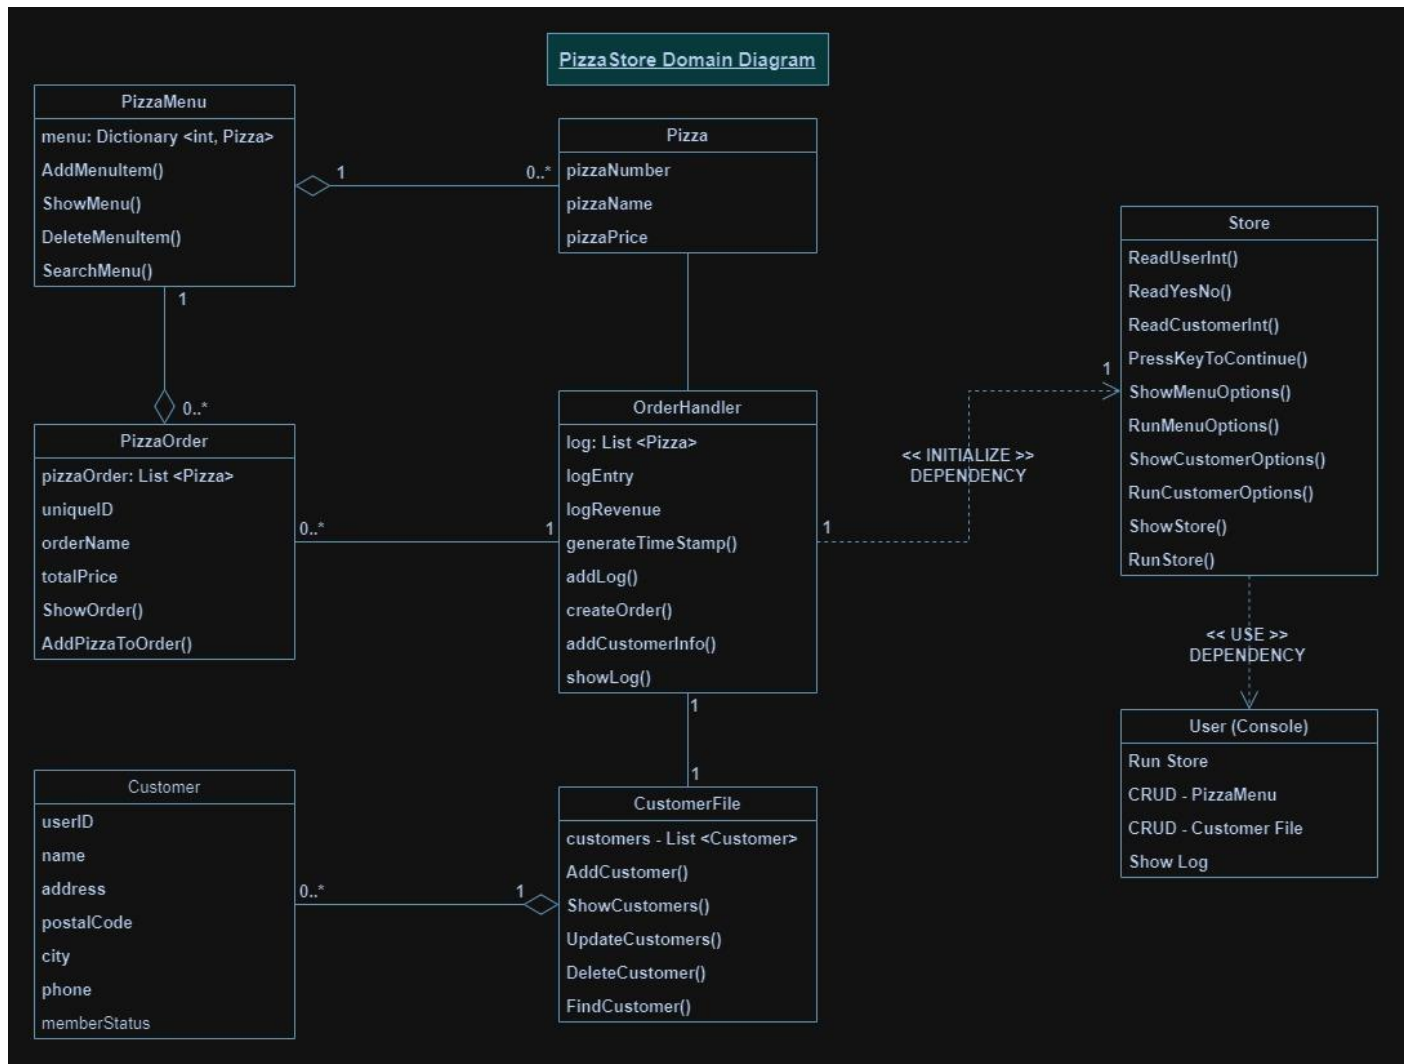 PizzaStore Domain Diagram
PizzaMenu
menu: Dictionary <int, Pizza>
AddMenuItem()
ShowMenu()
DeleteMenuItem()
SearchMenu()
1
0..*
Pizza
pizzaNumber
pizzaName
pizzaPrice
1
0..*
PizzaOrder
pizzaOrder: List <Pizza>
uniqueID
orderName
totalPrice
ShowOrder()
AddPizzaToOrder()
0..*
1
OrderHandler
log: List <Pizza>
logEntry
logRevenue
generateTimeStamp()
addLog()
createOrder()
addCustomerInfo()
showLog()
1
<< INITIALIZE >>
DEPENDENCY
1
Store
ReadUserInt()
ReadYesNo()
ReadCustomerInt()
PressKeyToContinue()
ShowMenuOptions()
RunMenuOptions()
ShowCustomerOptions()
RunCustomerOptions()
ShowStore()
RunStore()
<< USE >>
DEPENDENCY
User (Console)
Run Store
CRUD - PizzaMenu
CRUD - Customer File
Show Log
1
1
Customer
userID
name
address
postalCode
city
phone
memberStatus
0..*
1
CustomerFile
customers - List <Customer>
AddCustomer()
ShowCustomers()
UpdateCustomers()
DeleteCustomer()
FindCustomer()